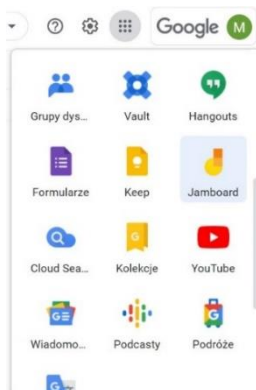 Google M
Grupy dys... Vault Hangouts
Formularze Keep Jamboard
Cloud Sea... Kolekcje YouTube
G
Wiadomo... Podcasty Podróże